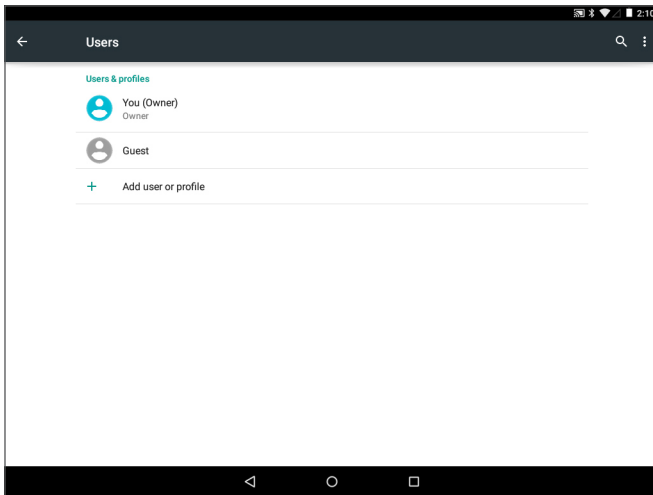 2:10
Users
Users & profiles
You (Owner)
Owner
Guest
Add user or profile